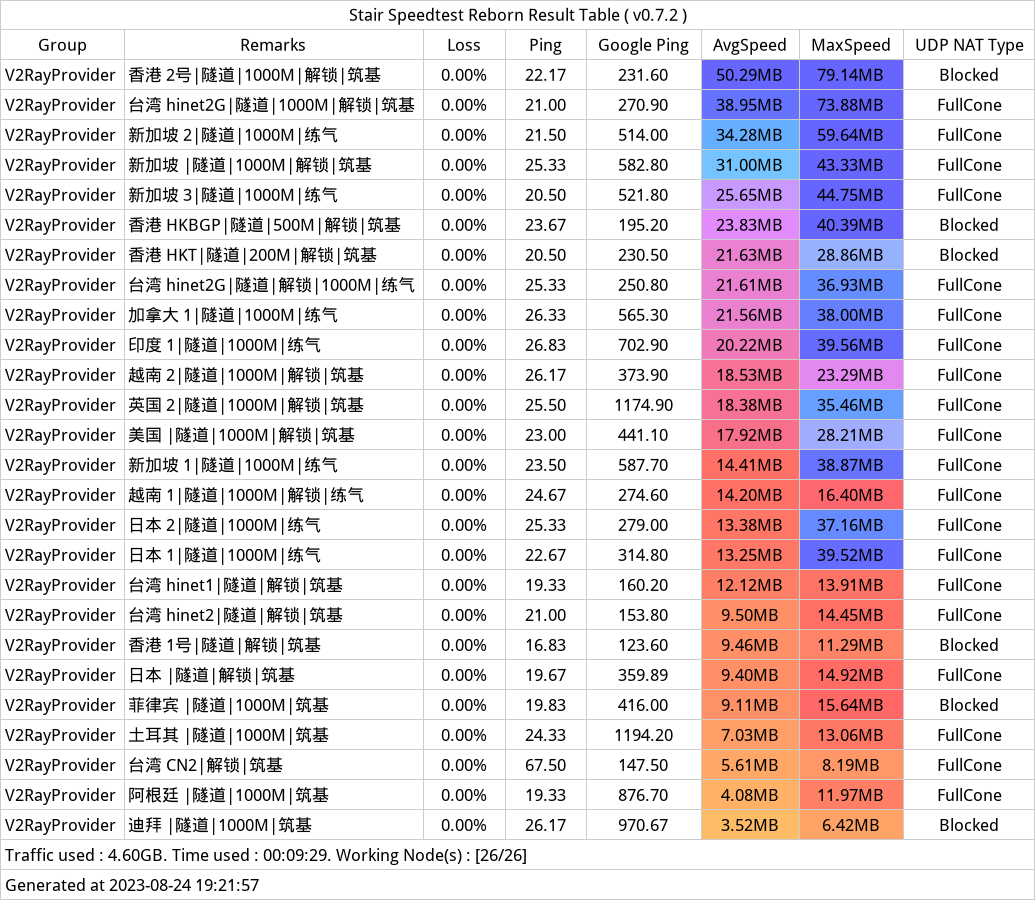 Stair Speedtest Reborn Result Table ( v0.7.2 )
Group Remarks Loss Ping Google Ping AvgSpeed MaxSpeed UDP NAT Type
V2RayProvider 香港 2号|隧道|1000M|解锁|筑基 0.00% 22.17 231.60 50.29MB 79.14MB Blocked
V2RayProvider 台湾 hinet2G|隧道|1000M|解锁|筑基 0.00% 21.00 270.90 38.95MB 73.88MB FullCone
V2RayProvider 新加坡 2|隧道|1000M|练气 0.00% 21.50 514.00 34.28MB 59.64MB FullCone
V2RayProvider 新加坡 |隧道|1000M|解锁|筑基 0.00% 25.33 582.80 31.00MB 43.33MB FullCone
V2RayProvider 新加坡 3|隧道|1000M|练气 0.00% 20.50 521.80 25.65MB 44.75MB FullCone
V2RayProvider 香港 HKBGP|隧道|500M|解锁|筑基 0.00% 23.67 195.20 23.83MB 40.39MB Blocked
V2RayProvider 香港 HKT|隧道|200M|解锁|筑基 0.00% 20.50 230.50 21.63MB 28.86MB Blocked
V2RayProvider 台湾 hinet2G|隧道|解锁|1000M|练气 0.00% 25.33 250.80 21.61MB 36.93MB FullCone
V2RayProvider 加拿大 1|隧道|1000M|练气 0.00% 26.33 565.30 21.56MB 38.00MB FullCone
V2RayProvider 印度 1|隧道|1000M|练气 0.00% 26.83 702.90 20.22MB 39.56MB FullCone
V2RayProvider 越南 2|隧道|1000M|解锁|筑基 0.00% 26.17 373.90 18.53MB 23.29MB FullCone
V2RayProvider 英国 2|隧道|1000M|解锁|筑基 0.00% 25.50 1174.90 18.38MB 35.46MB FullCone
V2RayProvider 美国 |隧道|1000M|解锁|筑基 0.00% 23.00 441.10 17.92MB 28.21MB FullCone
V2RayProvider 新加坡 1|隧道|1000M|练气 0.00% 23.50 587.70 14.41MB 38.87MB FullCone
V2RayProvider 越南 1|隧道|1000M|解锁|练气 0.00% 24.67 274.60 14.20MB 16.40MB FullCone
V2RayProvider 日本 2|隧道|1000M|练气 0.00% 25.33 279.00 13.38MB 37.16MB FullCone
V2RayProvider 日本 1|隧道|1000M|练气 0.00% 22.67 314.80 13.25MB 39.52MB FullCone
V2RayProvider 台湾 hinet1|隧道|解锁|筑基 0.00% 19.33 160.20 12.12MB 13.91MB FullCone
V2RayProvider 台湾 hinet2|隧道|解锁|筑基 0.00% 21.00 153.80 9.50MB 14.45MB FullCone
V2RayProvider 香港 1号|隧道|解锁|筑基 0.00% 16.83 123.60 9.46MB 11.29MB Blocked
V2RayProvider 日本 |隧道|解锁|筑基 0.00% 19.67 359.89 9.40MB 14.92MB FullCone
V2RayProvider 菲律宾 |隧道|1000M|筑基 0.00% 19.83 416.00 9.11MB 15.64MB Blocked
V2RayProvider 土耳其 |隧道|1000M|筑基 0.00% 24.33 1194.20 7.03MB 13.06MB FullCone
V2RayProvider 台湾 CN2|解锁|筑基 0.00% 67.50 147.50 5.61MB 8.19MB FullCone
V2RayProvider 阿根廷 |隧道|1000M|筑基 0.00% 19.33 876.70 4.08MB 11.97MB FullCone
V2RayProvider 迪拜 |隧道|1000M|筑基 0.00% 26.17 970.67 3.52MB 6.42MB Blocked
Traffic used : 4.60GB. Time used : 00:09:29. Working Node(s) : [26/26]
Generated at 2023-08-24 19:21:57